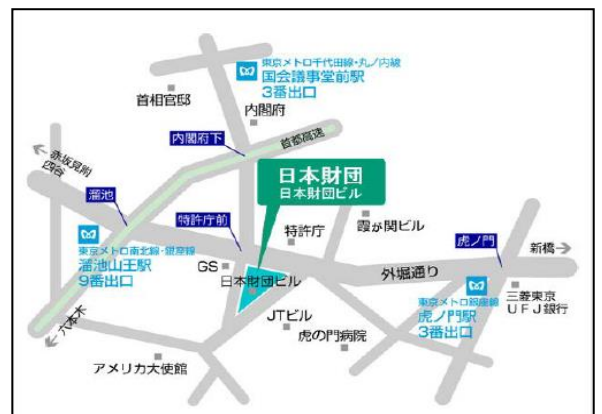 東京メトロ千代田線・丸ノ内線
国会議事堂前駅
3番出口
首相官邸
内閣府
首都高速
内閣府下
赤坂見附
四谷
日本財団
日本財団ビル
溜池
特許庁前
特許庁
霞が関ビル
虎ノ門
新橋
東京メトロ南北線・銀座線
溜池山王駅
9番出口
GS
日本財団ビル
外堀通り
東京メトロ銀座線
虎ノ門駅
3番出口
三菱東京
UFJ銀行
JTビル
虎の門病院
六本木
アメリカ大使館